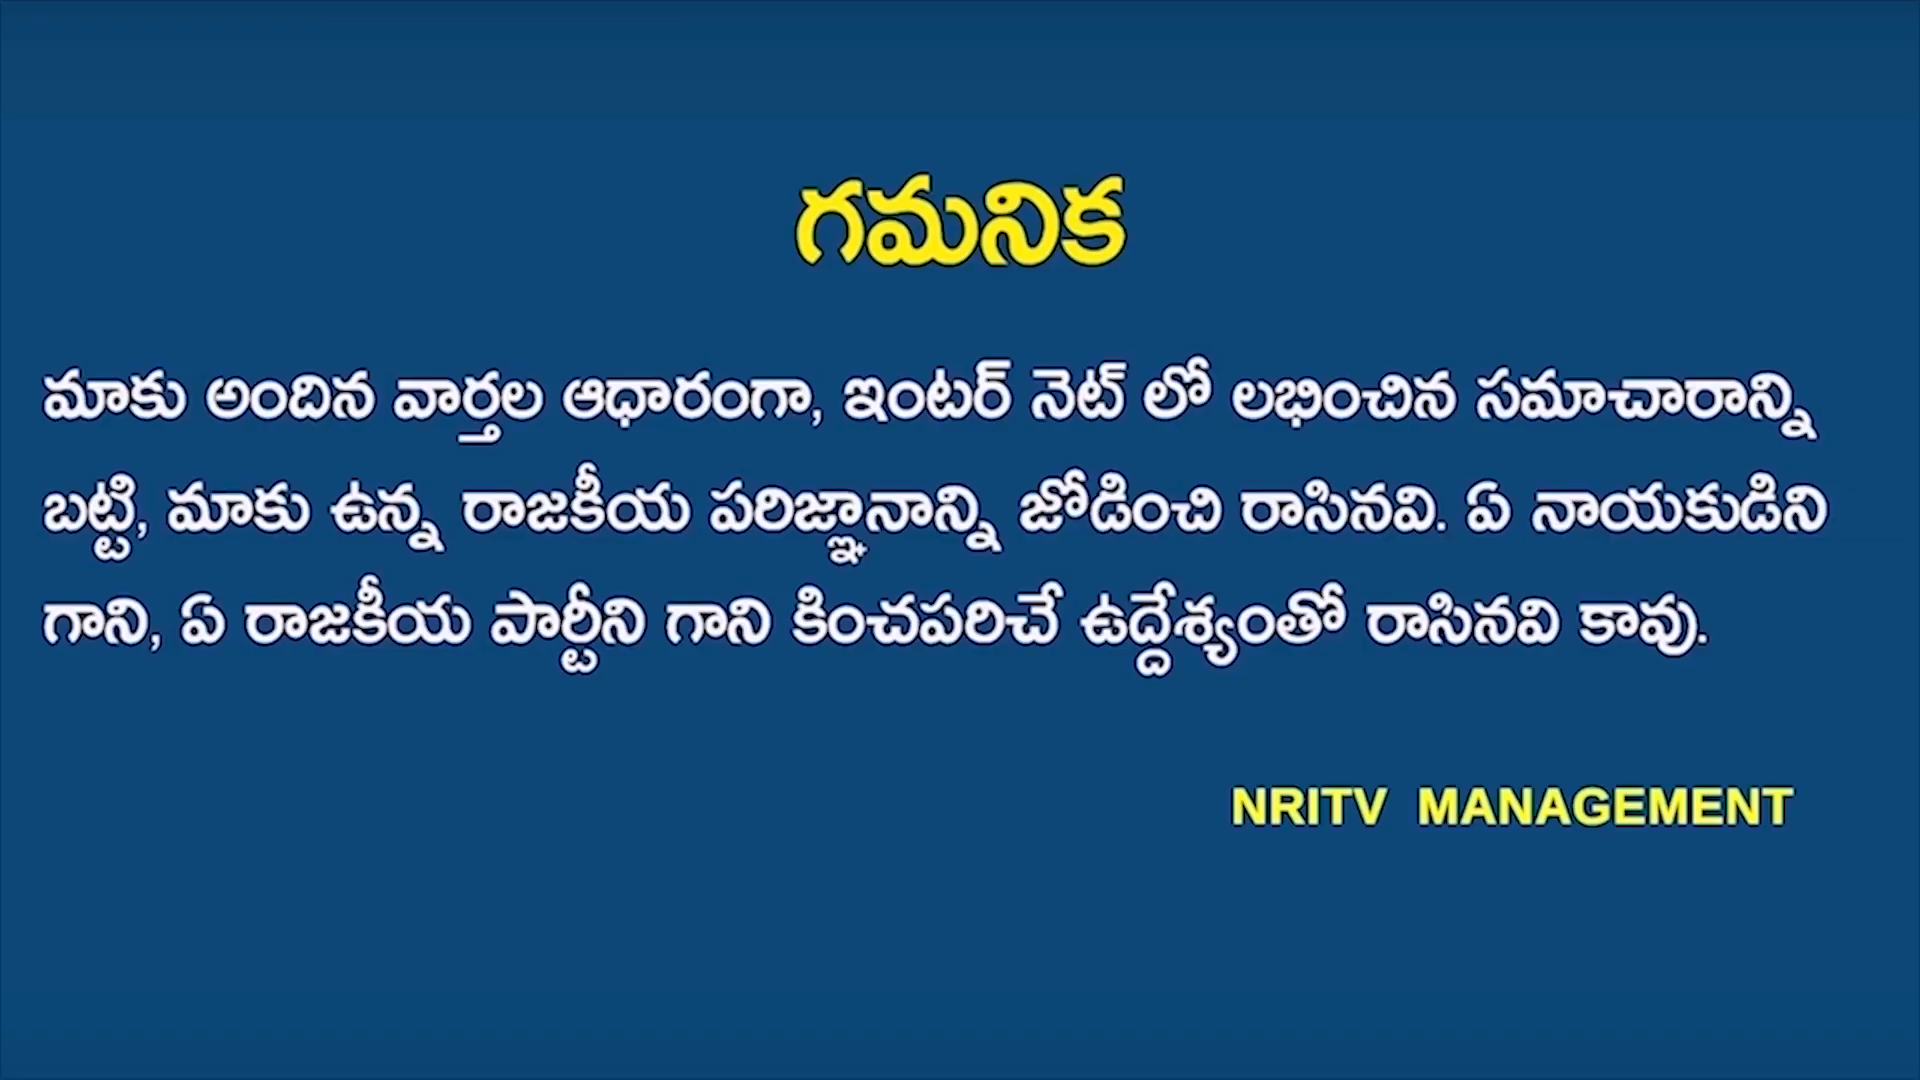 గమనిక
మాకు అందిన వార్తల ఆధారంగా, ఇంటర్ నెట్ లో లభించిన సమాచారాన్ని
బట్టి, మాకు ఉన్న రాజకీయ పరిజ్ఞానాన్ని జోడించి రాసినవి. ఏ నాయకుడిని
గాని, ఏ రాజకీయ పార్టీని గాని కించపరిచే ఉద్దేశ్యంతో రాసినవి కావు.
NRITV MANAGEMENT